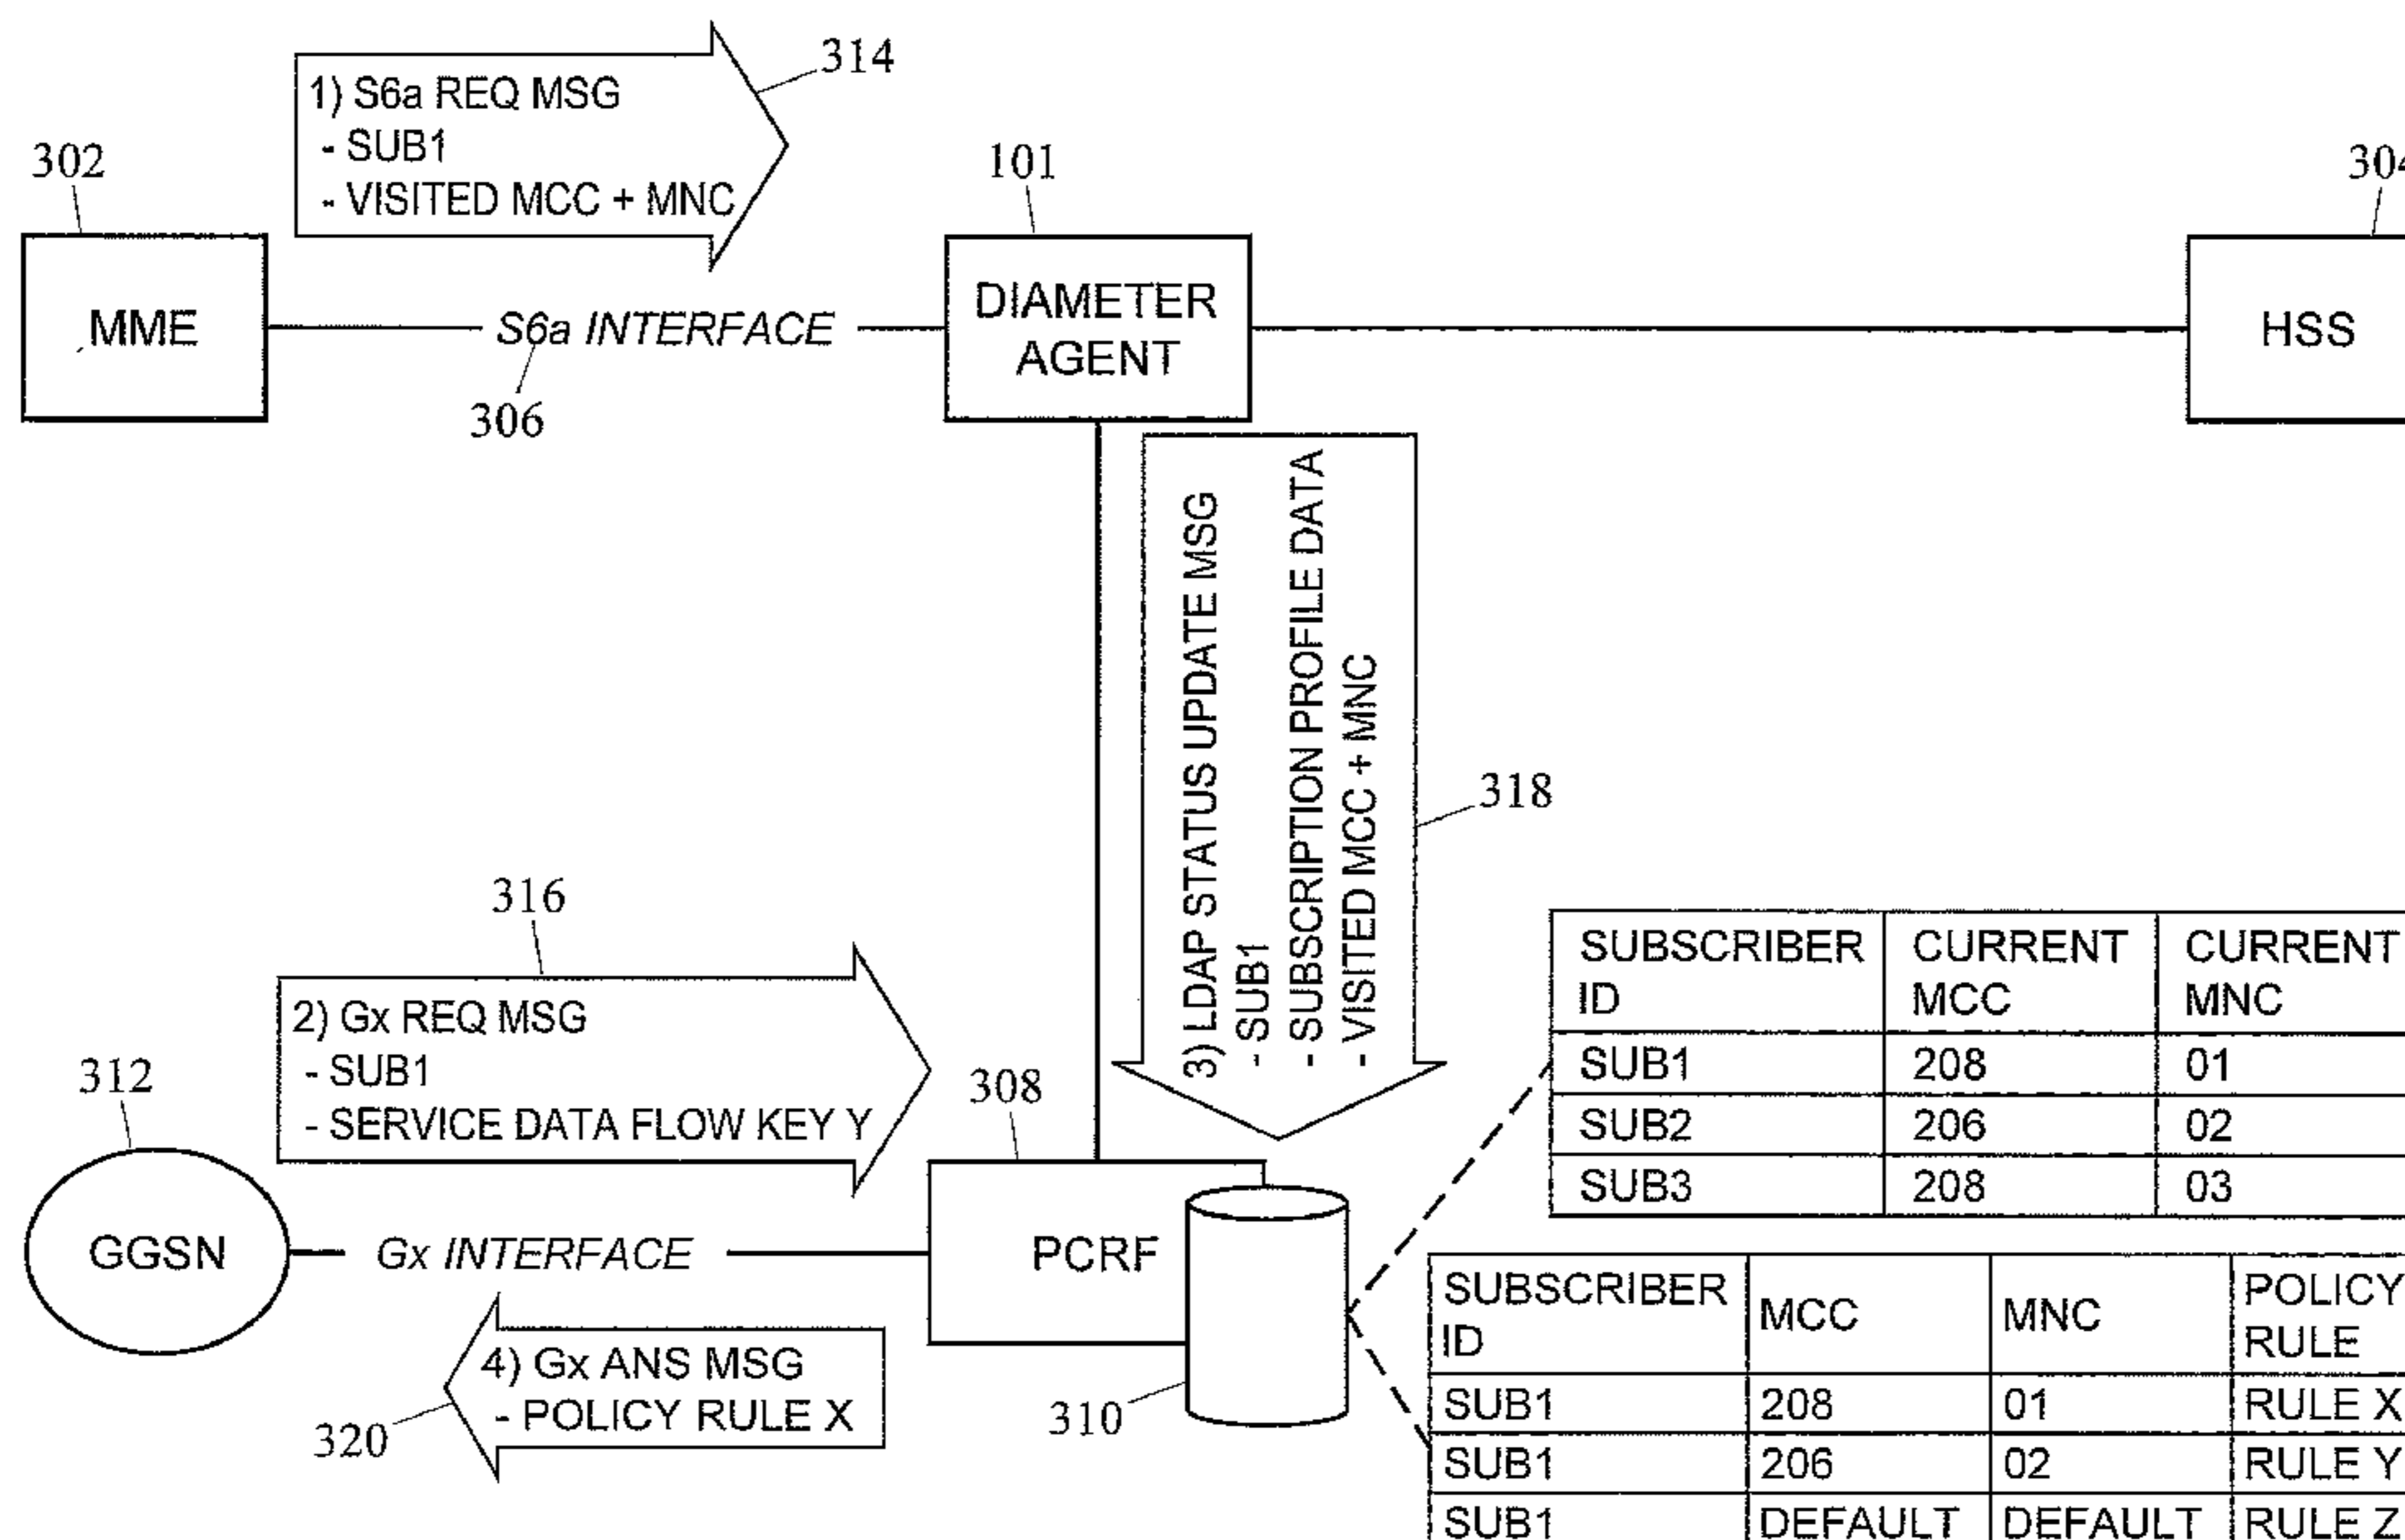 314
1) S6a REQ MSG
- SUB1
- VISITED MCC + MNC
302
101
304
MME
S6a INTERFACE
306
DIAMETER
AGENT
HSS
3) LDAP STATUS UPDATE MSG
- SUB1
- SUBSCRIPTION PROFILE DATA
- VISITED MCC + MNC
318
316
2) Gx REQ MSG
- SUB1
- SERVICE DATA FLOW KEY Y
312
308
GGSN
Gx INTERFACE
PCRF
4) Gx ANS MSG
- POLICY RULE X
320
310
SUBSCRIBER ID CURRENT MCC CURRENT MNC
SUB1 208 01
SUB2 206 02
SUB3 208 03
SUBSCRIBER ID MCC MNC POLICY RULE
SUB1 208 01 RULE X
SUB1 206 02 RULE Y
SUB1 DEFAULT DEFAULT RULE Z